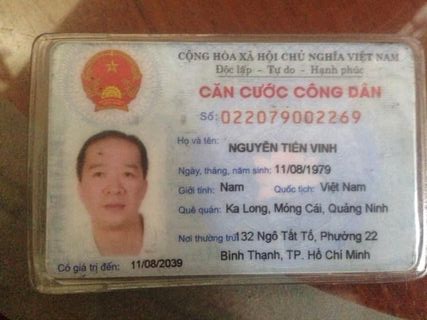 CỘNG HÒA XÃ HỘI CHỦ NGHĨA VIỆT NAM
Độc lập - Tự do - Hạnh phúc
CĂN CƯỚC CÔNG DÂN
Số: 022079002269
Họ và tên:
NGUYỄN TIẾN VINH
Ngày, tháng, năm sinh: 11/08/1979
Giới tính: Nam Quốc tịch: Việt Nam
Quê quán: Ka Long, Móng Cái, Quảng Ninh
Nơi thường trú: 132 Ngô Tất Tố, Phường 22
Bình Thạnh, TP. Hồ Chí Minh
Có giá trị đến: 11/08/2039